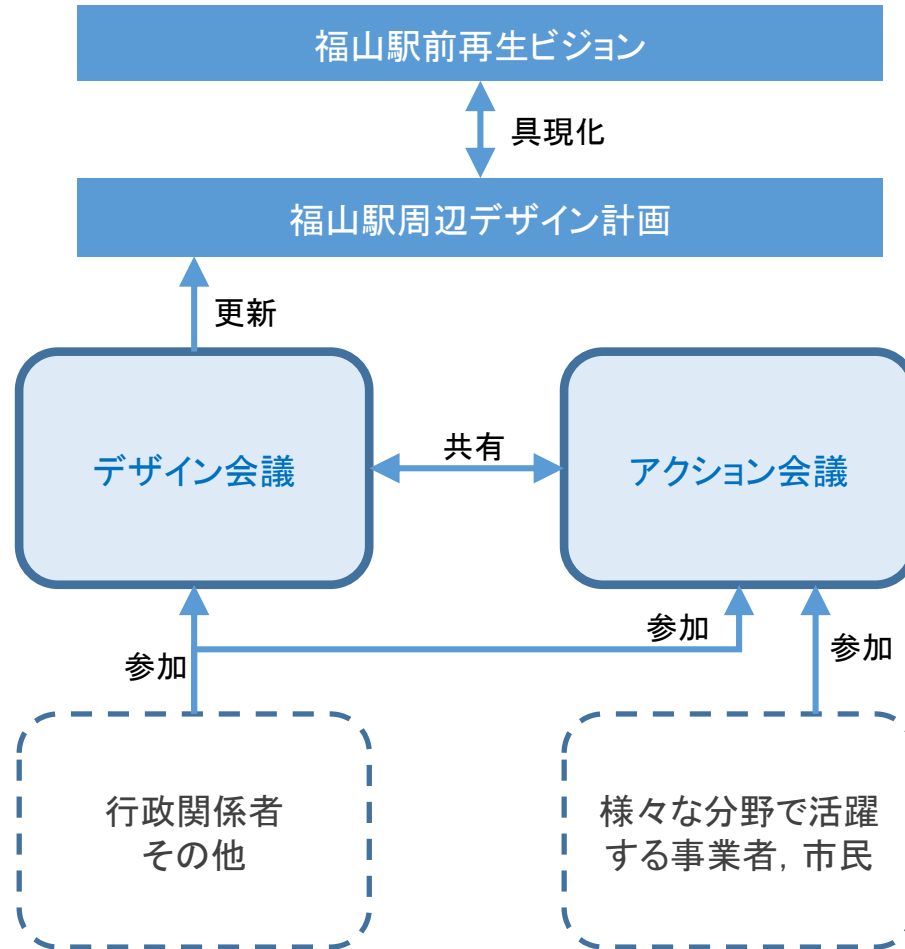 福山駅前再生ビジョン
具現化
福山駅周辺デザイン計画
更新
デザイン会議
共有
アクション会議
参加
参加
参加
行政関係者
その他
様々な分野で活躍
する事業者，市民